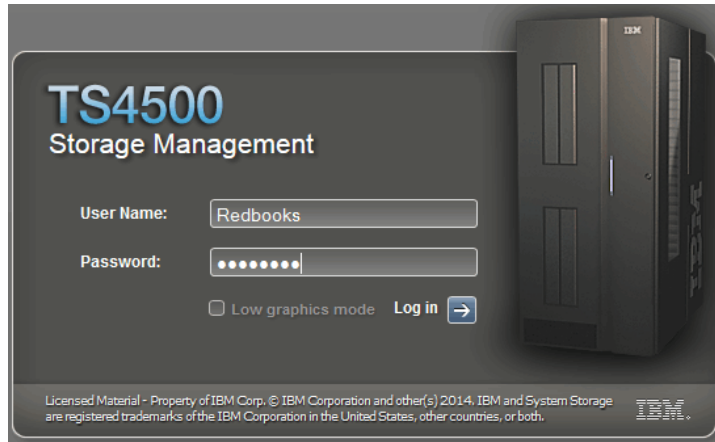 IBM
TS4500
Storage Management
User Name: Redbooks
Password: ●●●●●●●●
Low graphics mode Log in
IBM
Licensed Material - Property of IBM Corp. © IBM Corporation and other(s) 2014. IBM and System Storage
are registered trademarks of the IBM Corporation in the United States, other countries, or both.
IBM.